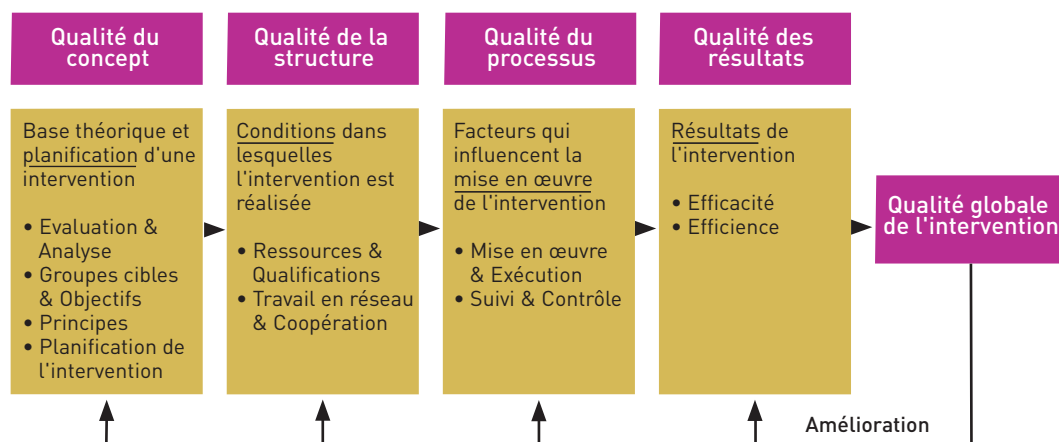 Qualité du
concept
Qualité de la
structure
Qualité du
processus
Qualité des
résultats
Base théorique et
planification d'une
intervention
• Evaluation &
Analyse
• Groupes cibles
& Objectifs
• Principes
• Planification de
l'intervention
Conditions dans
lesquelles
l'intervention est
réalisée
• Ressources &
Qualifications
• Travail en réseau
& Coopération
Facteurs qui
influencent la
mise en œuvre
de l'intervention
• Mise en œuvre
& Exécution
• Suivi & Contrôle
Résultats de
l'intervention
• Efficacité
• Efficience
Qualité globale
de l'intervention
Amélioration